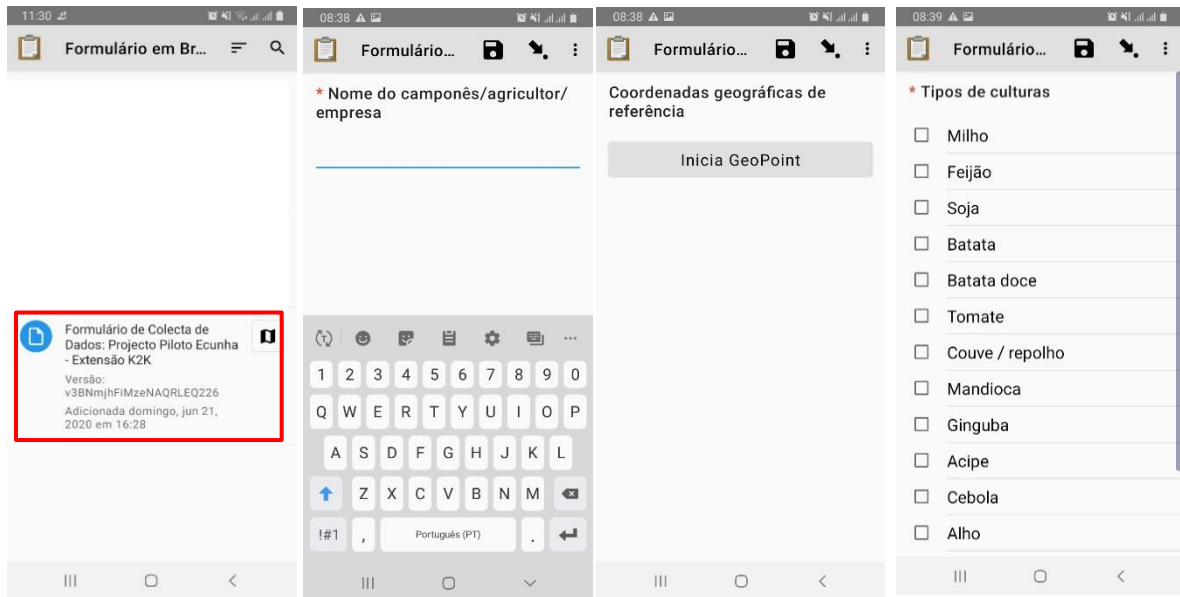 11:30
Formulário em Br...
Formulário de Colecta de
Dados: Projecto Piloto Ecunha
- Extensão K2K
Versão:
v3BNmjhFiMzeNAQRLEQ226
Adicionada domingo, jun 21,
2020 em 16:28
08:38
Formulário...
* Nome do camponês/agricultor/
empresa
1 2 3 4 5 6 7 8 9 0
Q W E R T Y U I O P
A S D F G H J K L
Z X C V B N M
!#1 , Português (PT) .
08:38
Formulário...
Coordenadas geográficas de
referência
Inicia GeoPoint
08:39
Formulário...
* Tipos de culturas
Milho
Feijão
Soja
Batata
Batata doce
Tomate
Couve / repolho
Mandioca
Ginguba
Acipe
Cebola
Alho